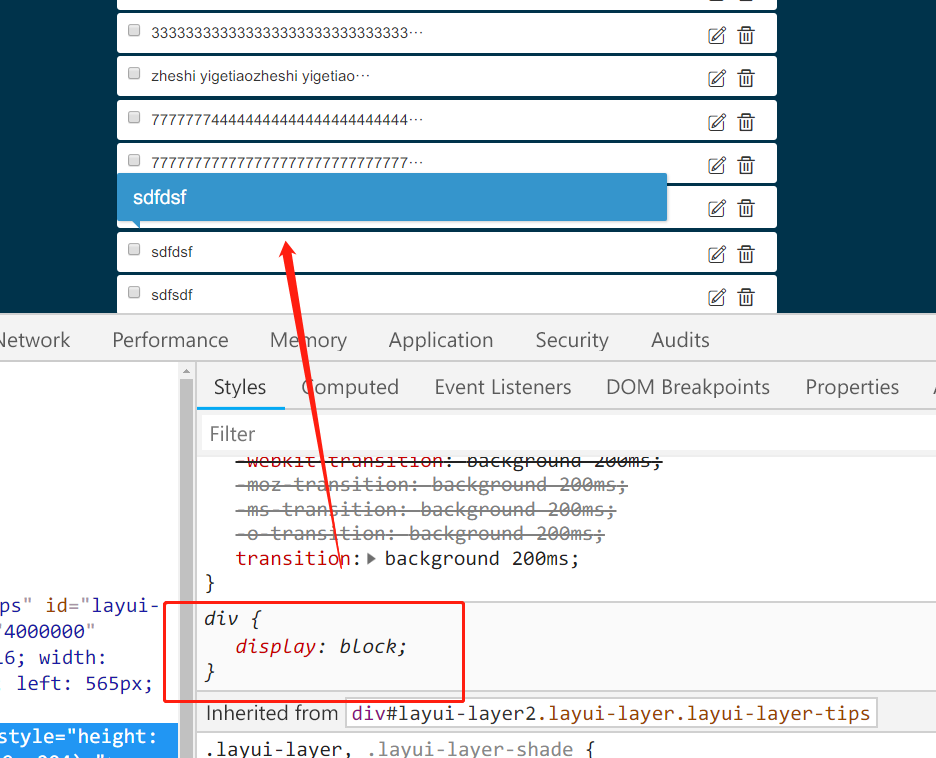 333333333333333333333333333333···
zheshi yigetiaozheshi yigetiao···
777777744444444444444444444444···
777777777777777777777777777777···
sdfdsf
sdfdsf
sdfsdf
Network Performance Memory Application Security Audits
Styles Computed Event Listeners DOM Breakpoints Properties
Filter
-webkit-transition: background 200ms;
-moz-transition: background 200ms;
-ms-transition: background 200ms;
-o-transition: background 200ms;
transition: background 200ms;
}
ps" id="layui-
div {
"4000000"
display: block;
16; width:
}
left: 565px;
Inherited from div#layui-layer2.layui-layer.layui-layer-tips
style="height:
.layui-layer, .layui-layer-shade {